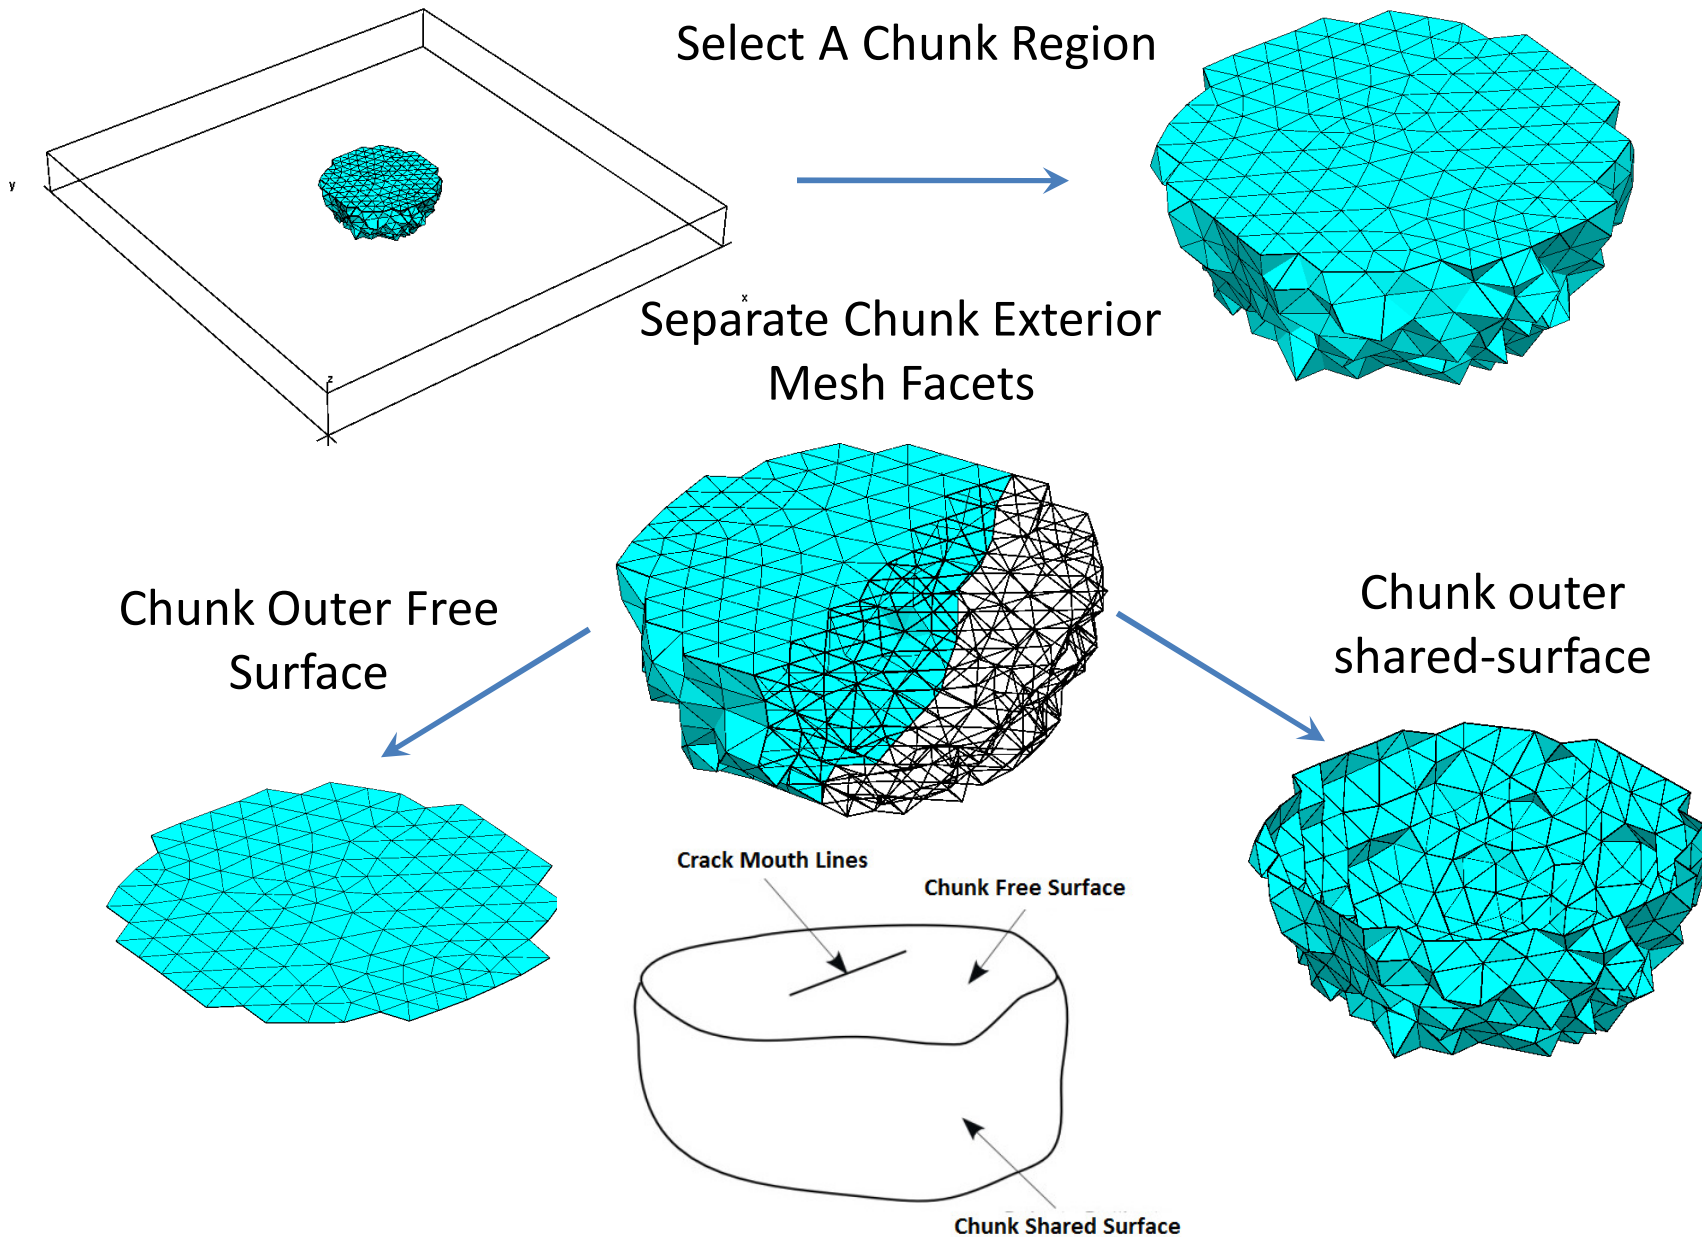 Select A Chunk Region
y
x
z
Separate Chunk Exterior
Mesh Facets
Chunk Outer Free
Surface
Chunk outer
shared-surface
Crack Mouth Lines
Chunk Free Surface
Chunk Shared Surface